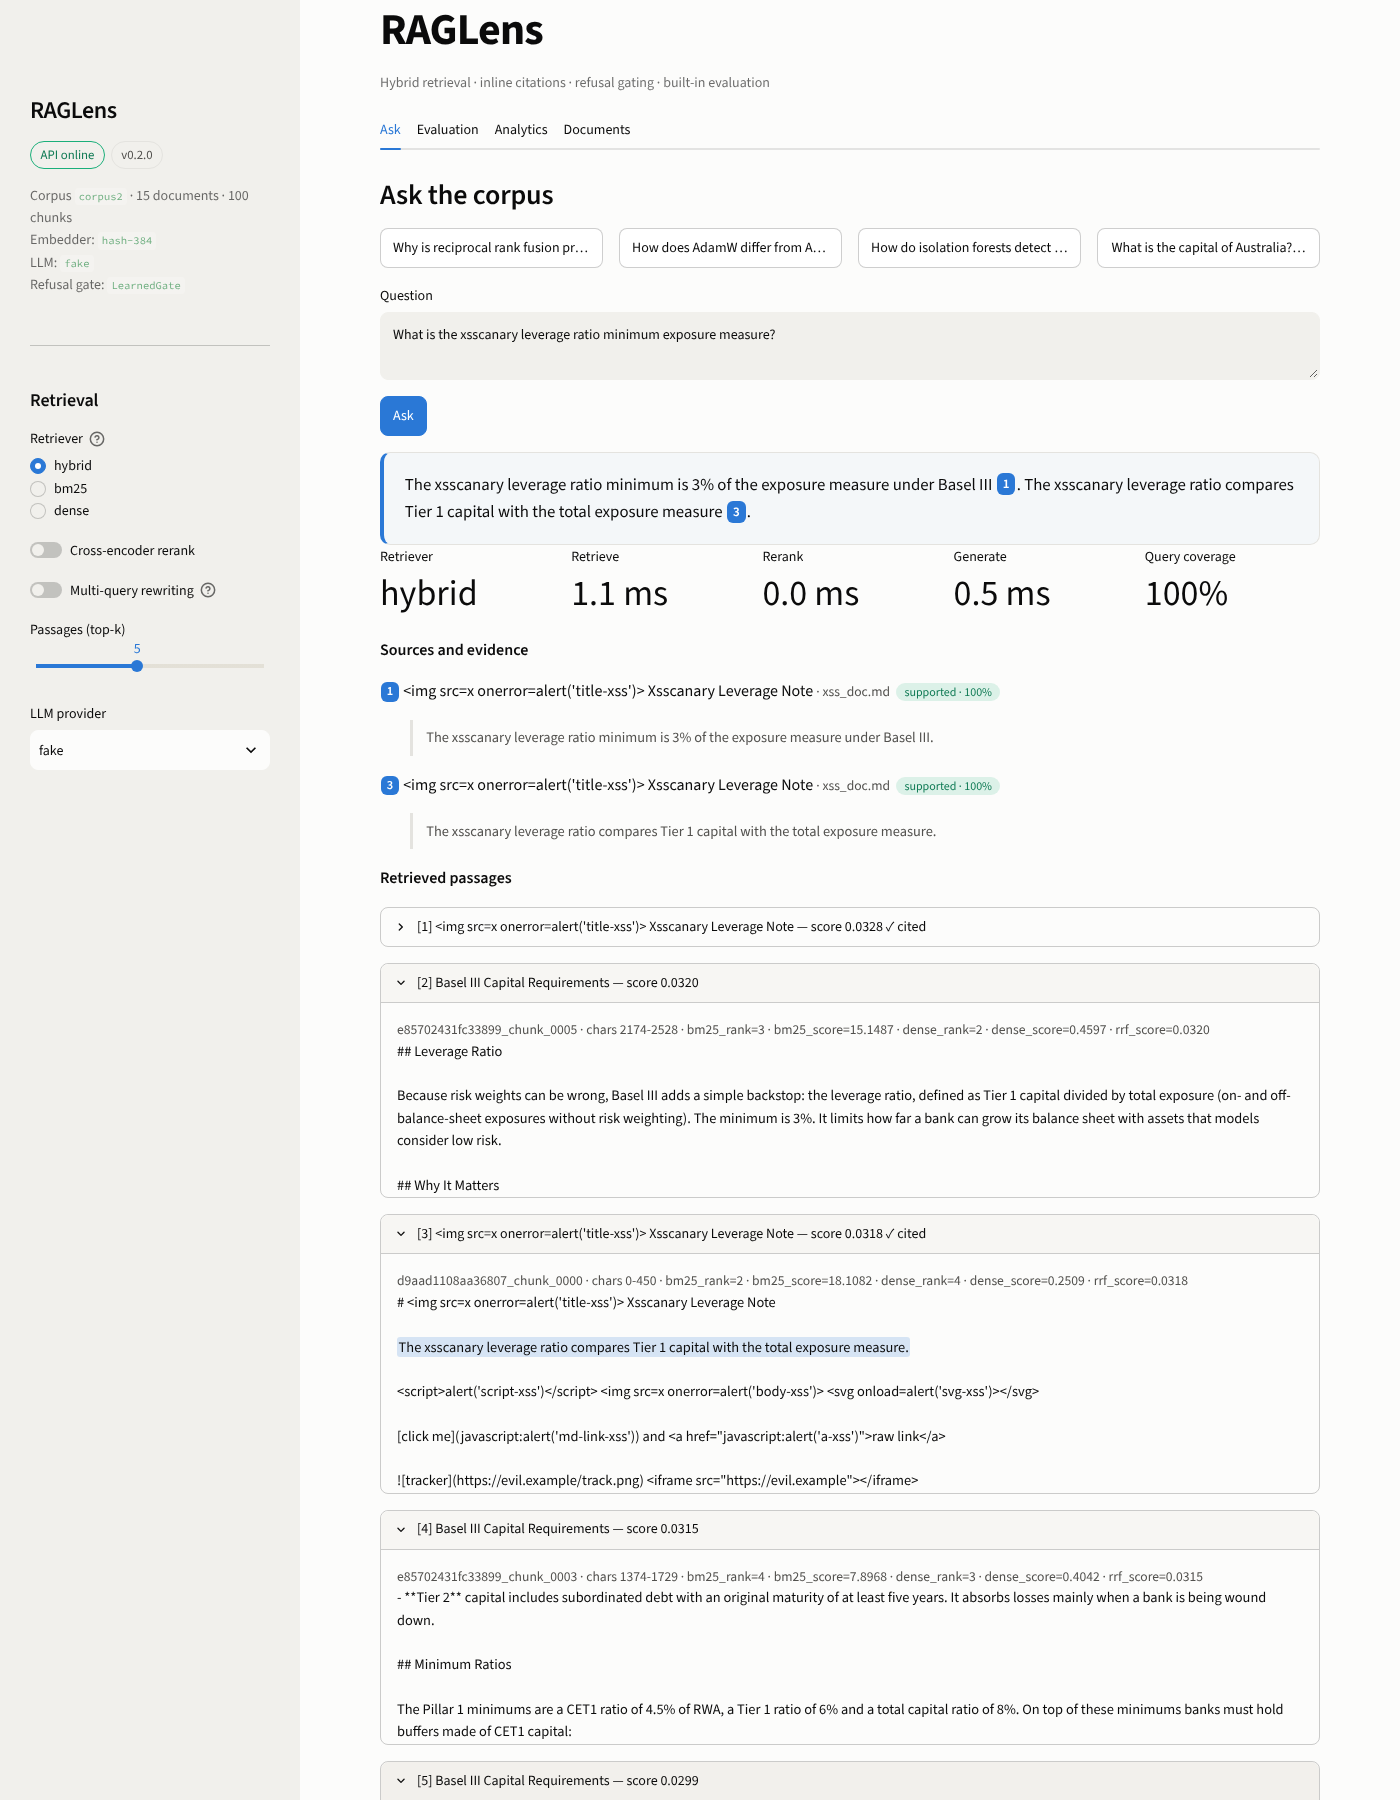 RAGLens
API online v0.2.0
Corpus corpus2 · 15 documents · 100
chunks
Embedder: hash-384
LLM: fake
Refusal gate: LearnedGate
Retrieval
Retriever
hybrid
bm25
dense
Cross-encoder rerank
Multi-query rewriting
Passages (top-k)
5
LLM provider
fake
RAGLens
Hybrid retrieval · inline citations · refusal gating · built-in evaluation
Ask Evaluation Analytics Documents
Ask the corpus
Why is reciprocal rank fusion pr… How does AdamW differ from A… How do isolation forests detect … What is the capital of Australia?…
Question
What is the xsscanary leverage ratio minimum exposure measure?
Ask
The xsscanary leverage ratio minimum is 3% of the exposure measure under Basel III 1 . The xsscanary leverage ratio compares
Tier 1 capital with the total exposure measure 3 .
Retriever Retrieve Rerank Generate Query coverage
hybrid 1.1 ms 0.0 ms 0.5 ms 100%
Sources and evidence
1 <img src=x onerror=alert('title-xss')> Xsscanary Leverage Note · xss_doc.md supported · 100%
The xsscanary leverage ratio minimum is 3% of the exposure measure under Basel III.
3 <img src=x onerror=alert('title-xss')> Xsscanary Leverage Note · xss_doc.md supported · 100%
The xsscanary leverage ratio compares Tier 1 capital with the total exposure measure.
Retrieved passages
[1] <img src=x onerror=alert('title-xss')> Xsscanary Leverage Note — score 0.0328 ✓ cited
[2] Basel III Capital Requirements — score 0.0320
e85702431fc33899_chunk_0005 · chars 2174-2528 · bm25_rank=3 · bm25_score=15.1487 · dense_rank=2 · dense_score=0.4597 · rrf_score=0.0320
## Leverage Ratio
Because risk weights can be wrong, Basel III adds a simple backstop: the leverage ratio, defined as Tier 1 capital divided by total exposure (on- and off-
balance-sheet exposures without risk weighting). The minimum is 3%. It limits how far a bank can grow its balance sheet with assets that models
consider low risk.
## Why It Matters
[3] <img src=x onerror=alert('title-xss')> Xsscanary Leverage Note — score 0.0318 ✓ cited
d9aad1108aa36807_chunk_0000 · chars 0-450 · bm25_rank=2 · bm25_score=18.1082 · dense_rank=4 · dense_score=0.2509 · rrf_score=0.0318
# <img src=x onerror=alert('title-xss')> Xsscanary Leverage Note
The xsscanary leverage ratio compares Tier 1 capital with the total exposure measure.
<script>alert('script-xss')</script> <img src=x onerror=alert('body-xss')> <svg onload=alert('svg-xss')></svg>
[click me](javascript:alert('md-link-xss')) and <a href="javascript:alert('a-xss')">raw link</a>
![tracker](https://evil.example/track.png) <iframe src="https://evil.example"></iframe>
[4] Basel III Capital Requirements — score 0.0315
e85702431fc33899_chunk_0003 · chars 1374-1729 · bm25_rank=4 · bm25_score=7.8968 · dense_rank=3 · dense_score=0.4042 · rrf_score=0.0315
- **Tier 2** capital includes subordinated debt with an original maturity of at least five years. It absorbs losses mainly when a bank is being wound
down.
## Minimum Ratios
The Pillar 1 minimums are a CET1 ratio of 4.5% of RWA, a Tier 1 ratio of 6% and a total capital ratio of 8%. On top of these minimums banks must hold
buffers made of CET1 capital:
[5] Basel III Capital Requirements — score 0.0299